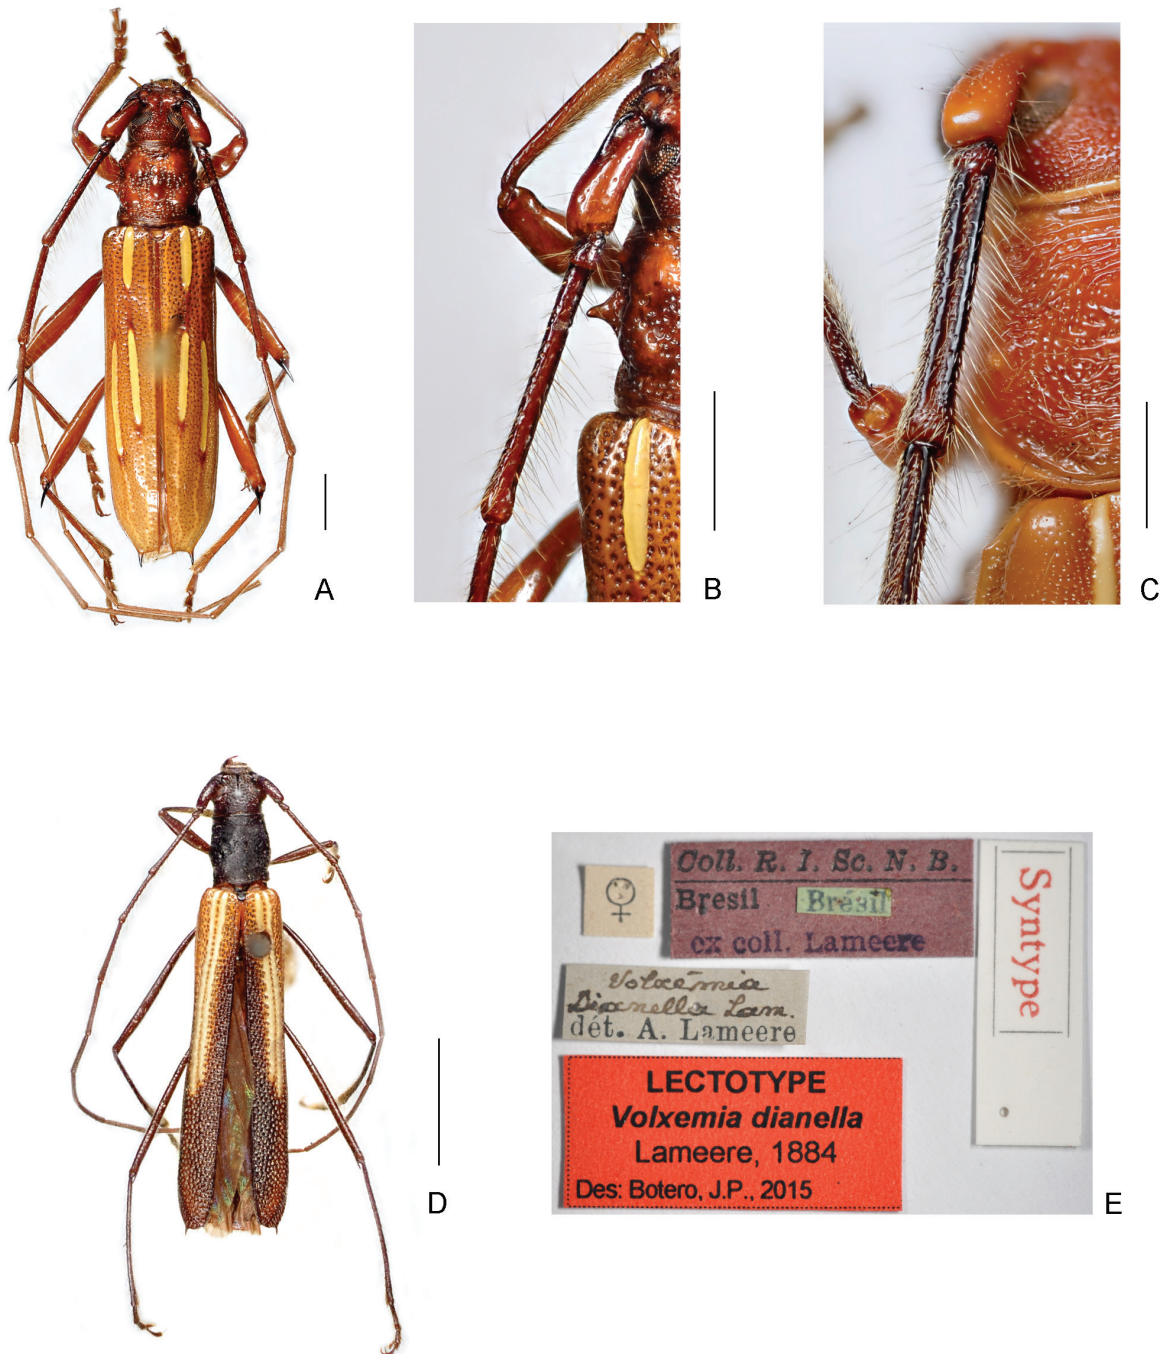 A
B
C
D
♀
Coll. R. I. Sc. N. B.
Bresil Brésil
ex coll. Lameere
Syntype
Volxémia
Dianella Lam.
dét. A. Lameere
LECTOTYPE
Volxemia dianella
Lameere, 1884
Des: Botero, J.P., 2015
E